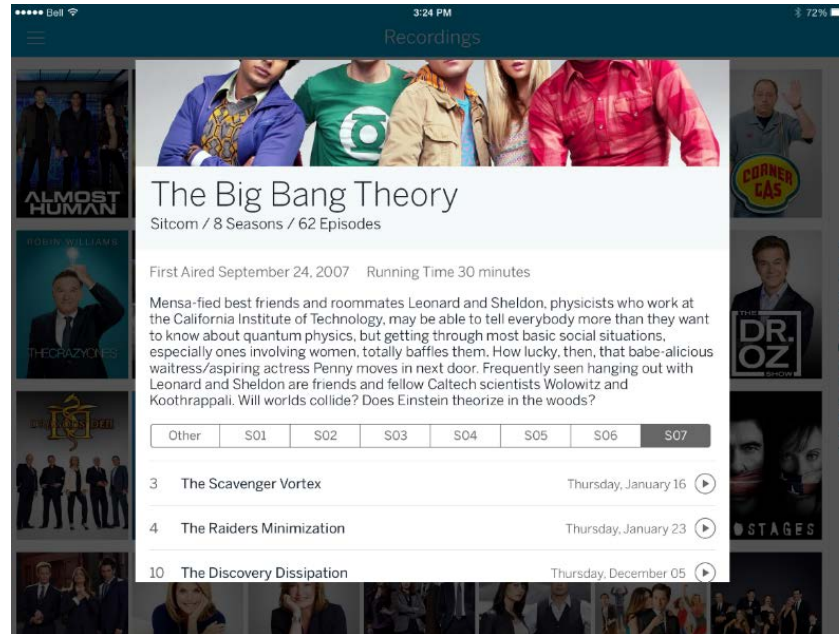 Bell 3:24 PM 72%
Recordings
The Big Bang Theory
Sitcom / 8 Seasons / 62 Episodes
First Aired September 24, 2007 Running Time 30 minutes
Mensa-fied best friends and roommates Leonard and Sheldon, physicists who work at
the California Institute of Technology, may be able to tell everybody more than they want
to know about quantum physics, but getting through most basic social situations,
especially ones involving women, totally baffles them. How lucky, then, that babe-alicious
waitress/aspiring actress Penny moves in next door. Frequently seen hanging out with
Leonard and Sheldon are friends and fellow Caltech scientists Wolowitz and
Koothrappali. Will worlds collide? Does Einstein theorize in the woods?
Other S01 S02 S03 S04 S05 S06 S07
3 The Scavenger Vortex Thursday, January 16
4 The Raiders Minimization Thursday, January 23
10 The Discovery Dissipation Thursday, December 05
ALMOST
HUMAN
CORNER
GAS
ROBIN WILLIAMS
THECRAZYONES
THE
DR.
OZ
SHOW
OSTAGES